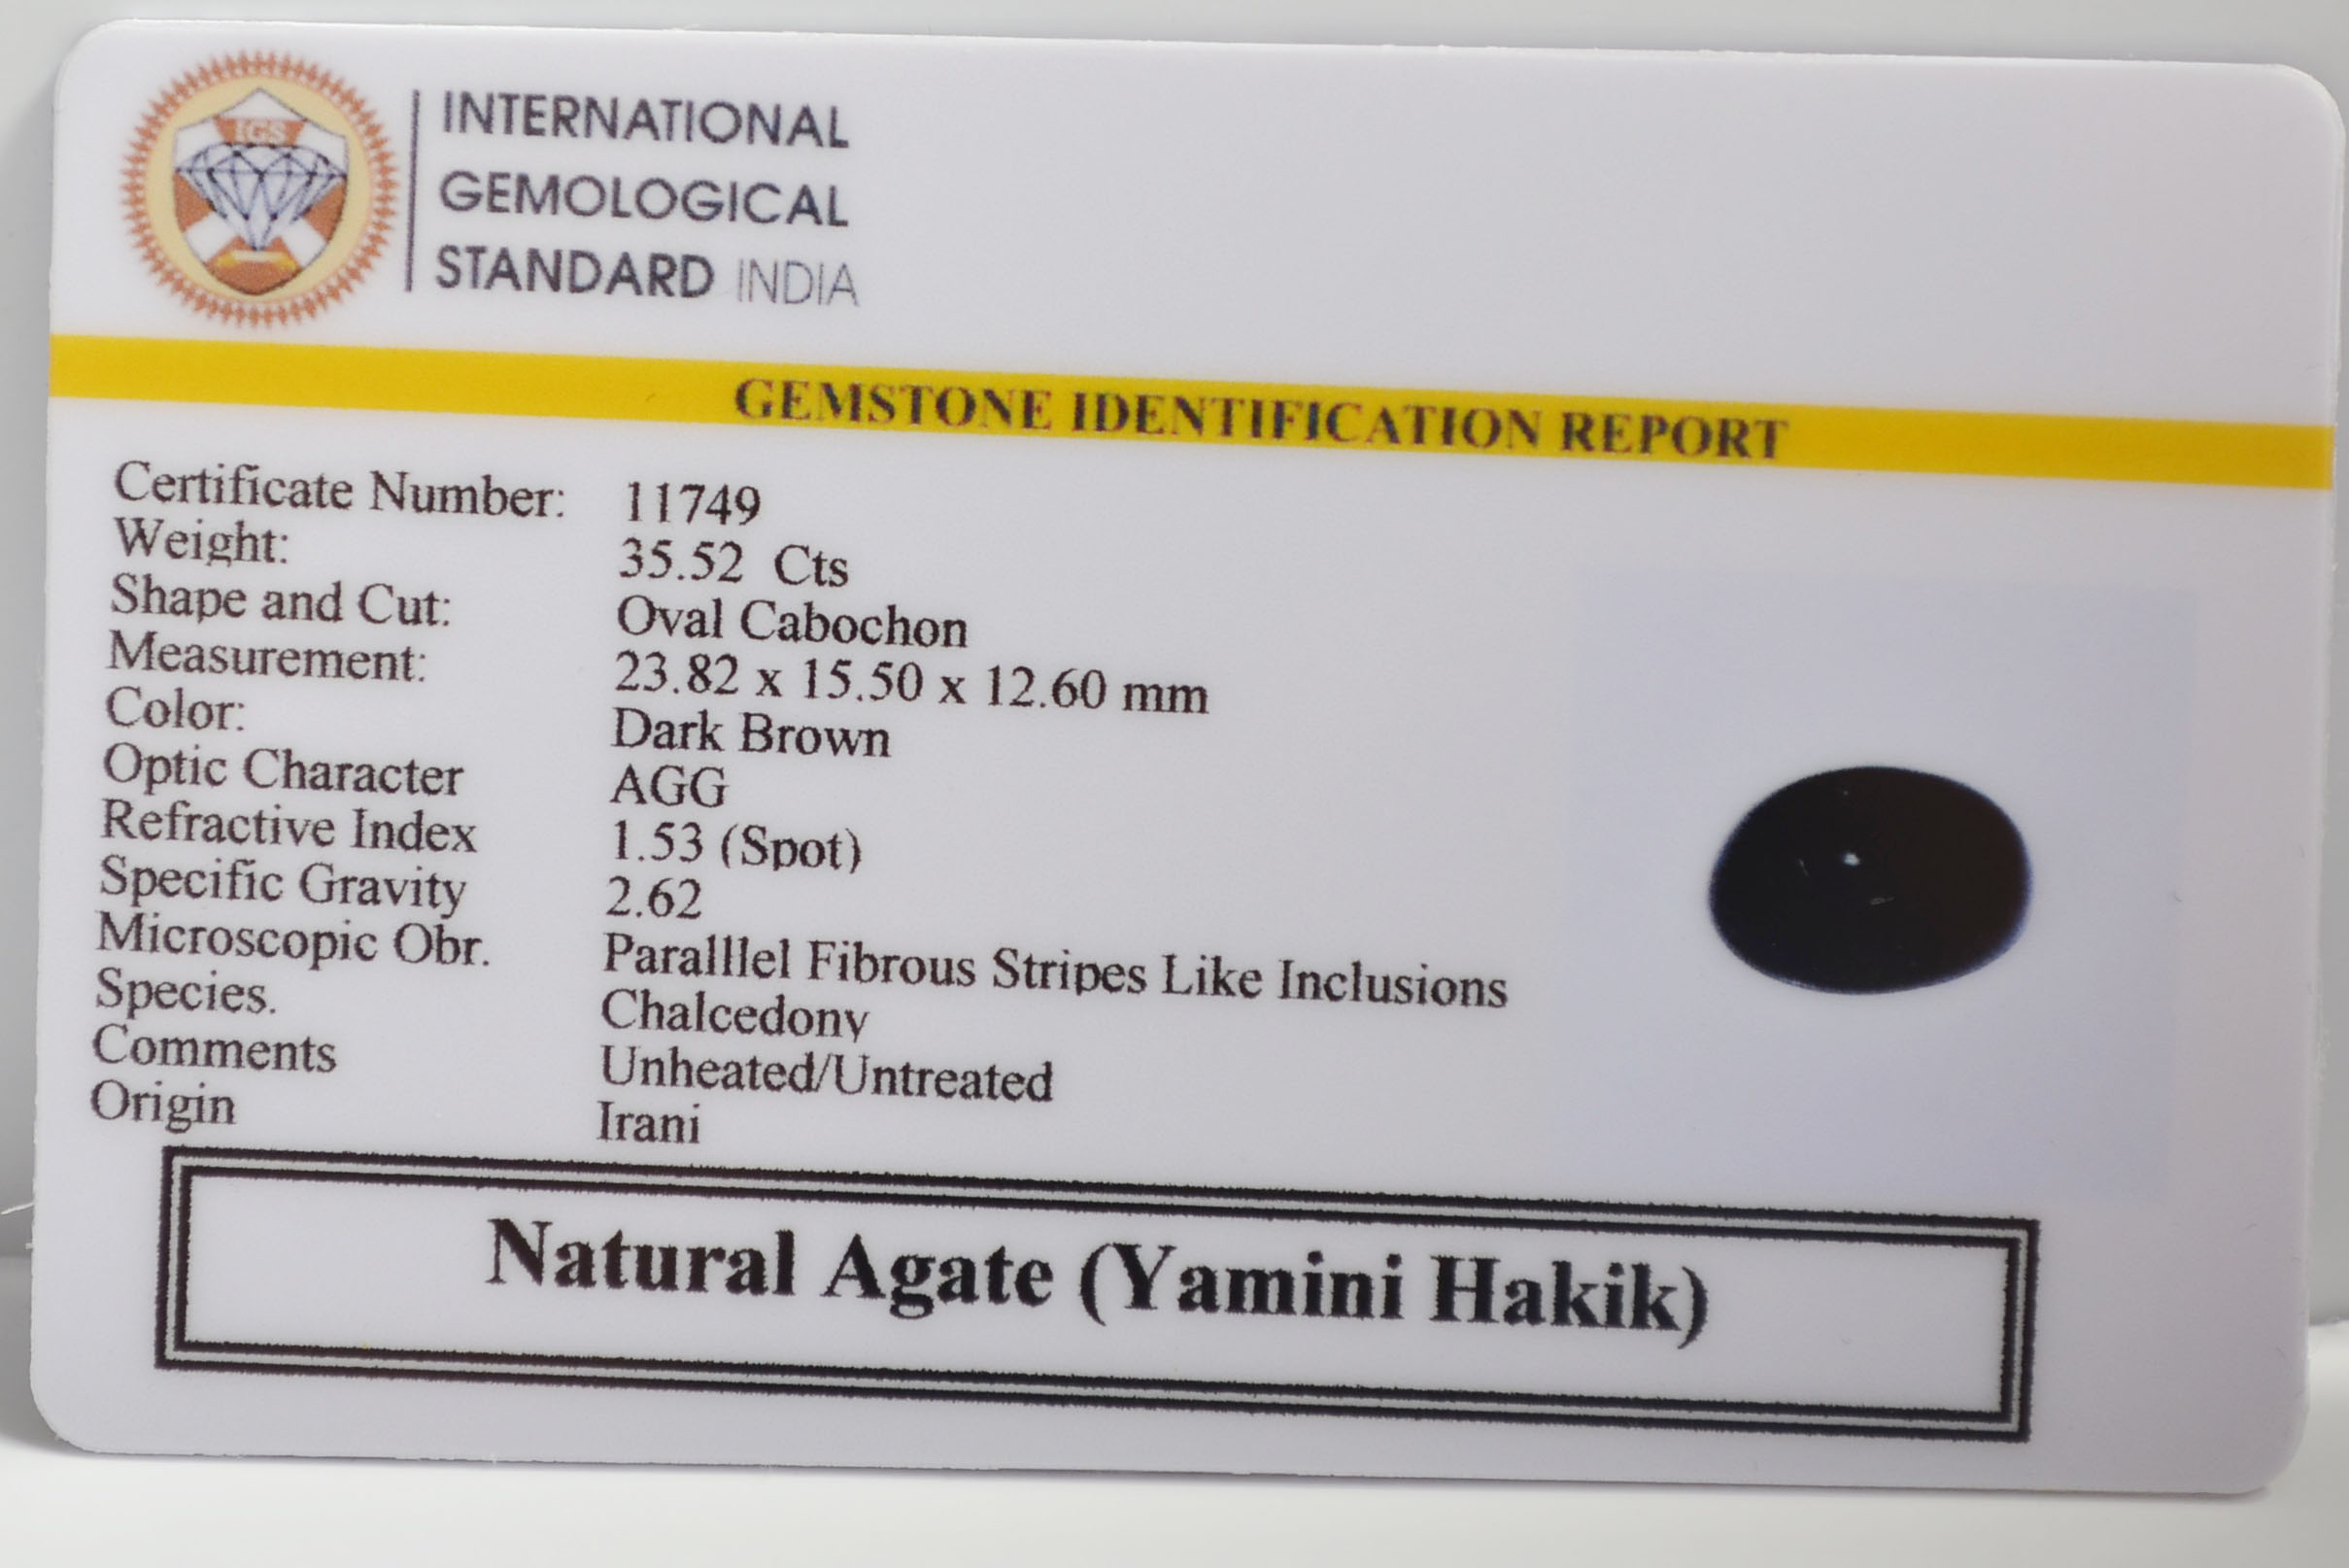 IGS
INTERNATIONAL
GEMOLOGICAL
STANDARD INDIA
GEMSTONE IDENTIFICATION REPORT
Certificate Number: 11749
Weight: 35.52 Cts
Shape and Cut: Oval Cabochon
Measurement: 23.82 x 15.50 x 12.60 mm
Color: Dark Brown
Optic Character AGG
Refractive Index 1.53 (Spot)
Specific Gravity 2.62
Microscopic Obr. Paralllel Fibrous Stripes Like Inclusions
Species. Chalcedony
Comments Unheated/Untreated
Origin Irani
Natural Agate (Yamini Hakik)